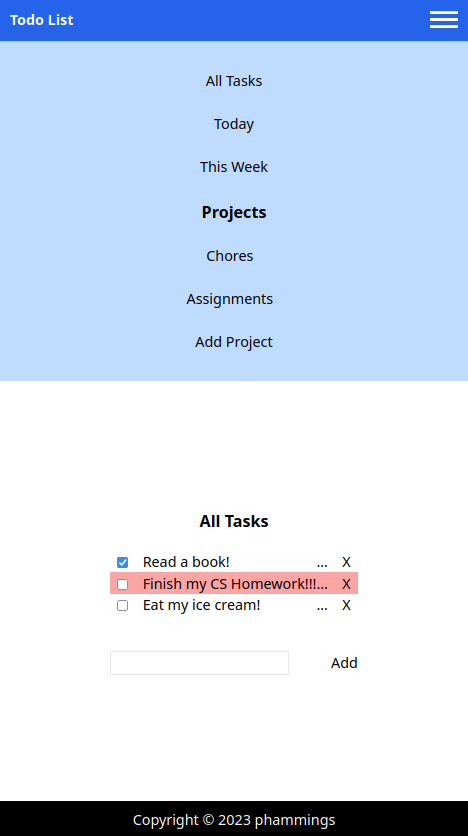 Todo List
All Tasks
Today
This Week
Projects
Chores
Assignments
Add Project
All Tasks
Read a book! ... X
Finish my CS Homework!!!... X
Eat my ice cream! ... X
Add
Copyright © 2023 phammings